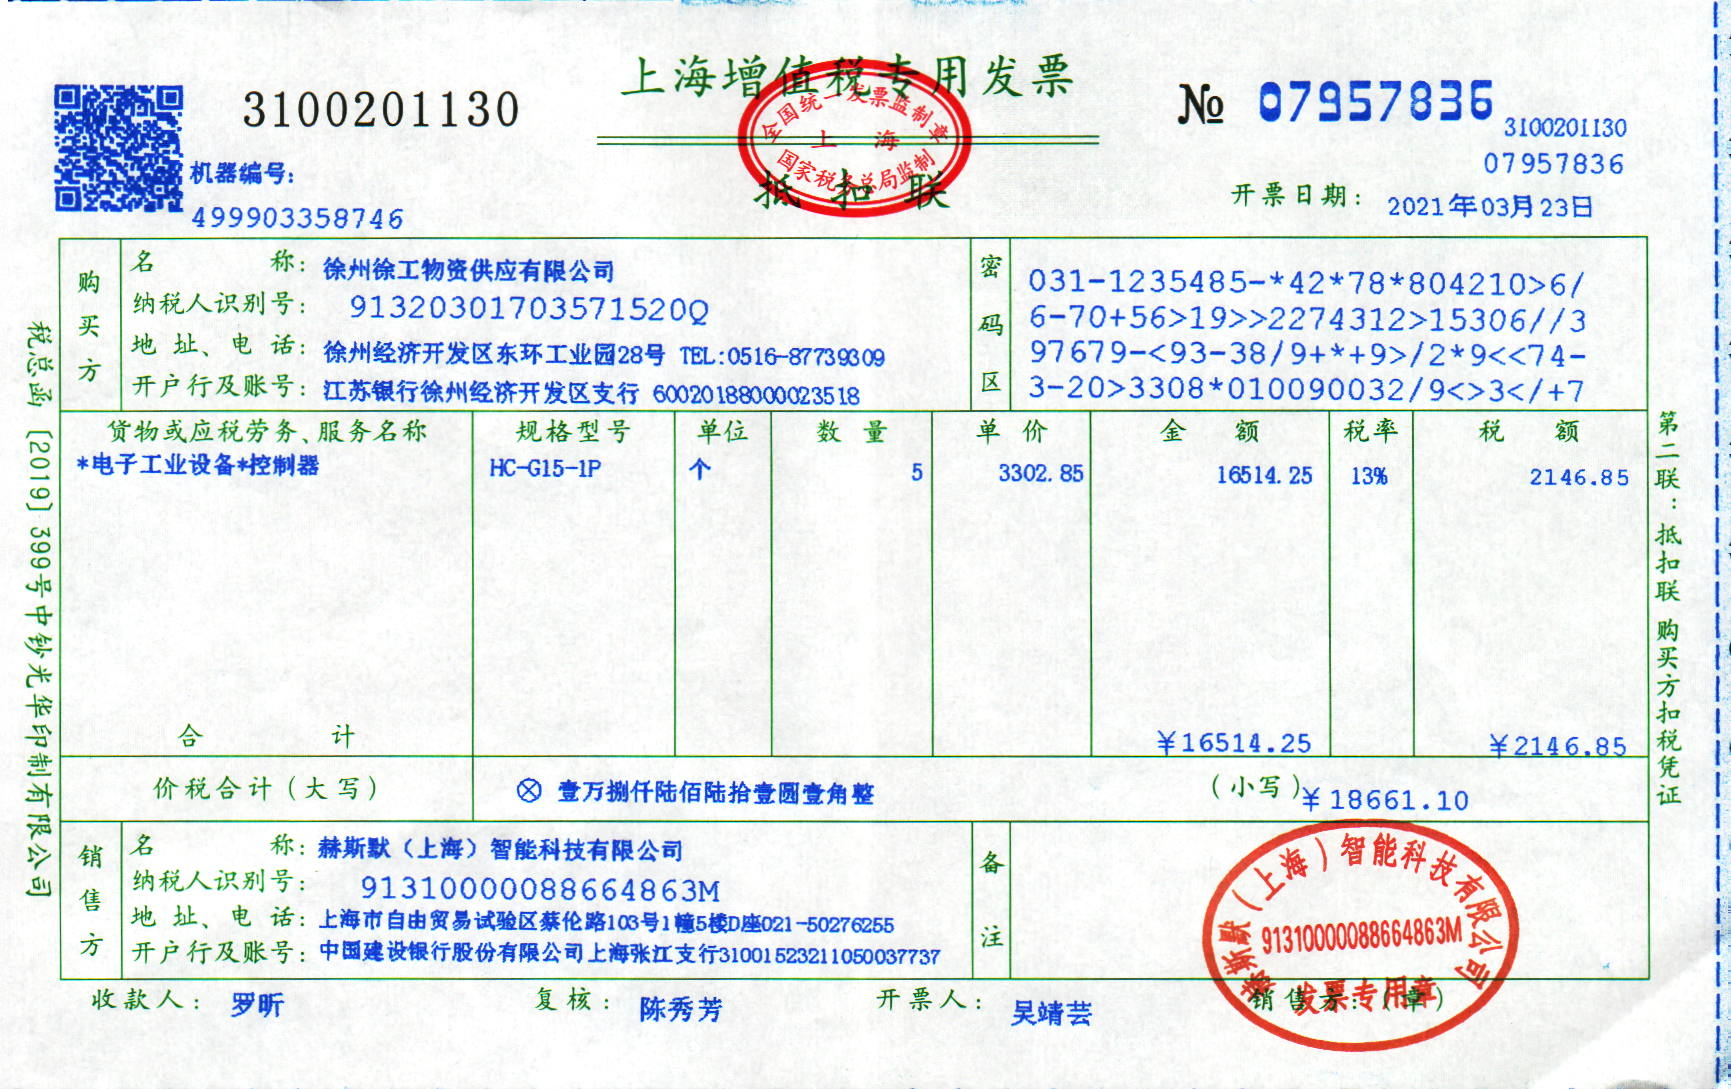 上海增值税专用发票
3100201130
№ 07957836
3100201130
07957836
全国统一发票监制章
上海
国家税务总局监制
抵扣联
机器编号:
499903358746
开票日期: 2021年03月23日
购买方
名称: 徐州徐工物资供应有限公司
纳税人识别号: 91320301703571520Q
地址、电话: 徐州经济开发区东环工业园28号 TEL:0516-87739309
开户行及账号: 江苏银行徐州经济开发区支行 60020188000023518
密码区
031-1235485-*42*78*804210>6/
6-70+56>19>>2274312>15306//3
97679-<93-38/9+*+9>/2*9<<74-
3-20>3308*010090032/9<>3</+7
货物或应税劳务、服务名称 规格型号 单位 数量 单价 金额 税率 税额
*电子工业设备*控制器 HC-G15-1P 个 5 3302.85 16514.25 13% 2146.85
合计 ¥16514.25 ¥2146.85
价税合计(大写) ⊗ 壹万捌仟陆佰陆拾壹圆壹角整 (小写) ¥18661.10
销售方
名称: 赫斯默(上海)智能科技有限公司
纳税人识别号: 91310000088664863M
地址、电话: 上海市自由贸易试验区蔡伦路103号1幢5楼D座021-50276255
开户行及账号: 中国建设银行股份有限公司上海张江支行31001523211050037737
备注
赫斯默(上海)智能科技有限公司
91310000088664863M
发票专用章
收款人: 罗昕 复核: 陈秀芳 开票人: 吴靖芸 销售方:(章)
税总函〔2019〕399号中钞光华印制有限公司
第二联:抵扣联 购买方扣税凭证